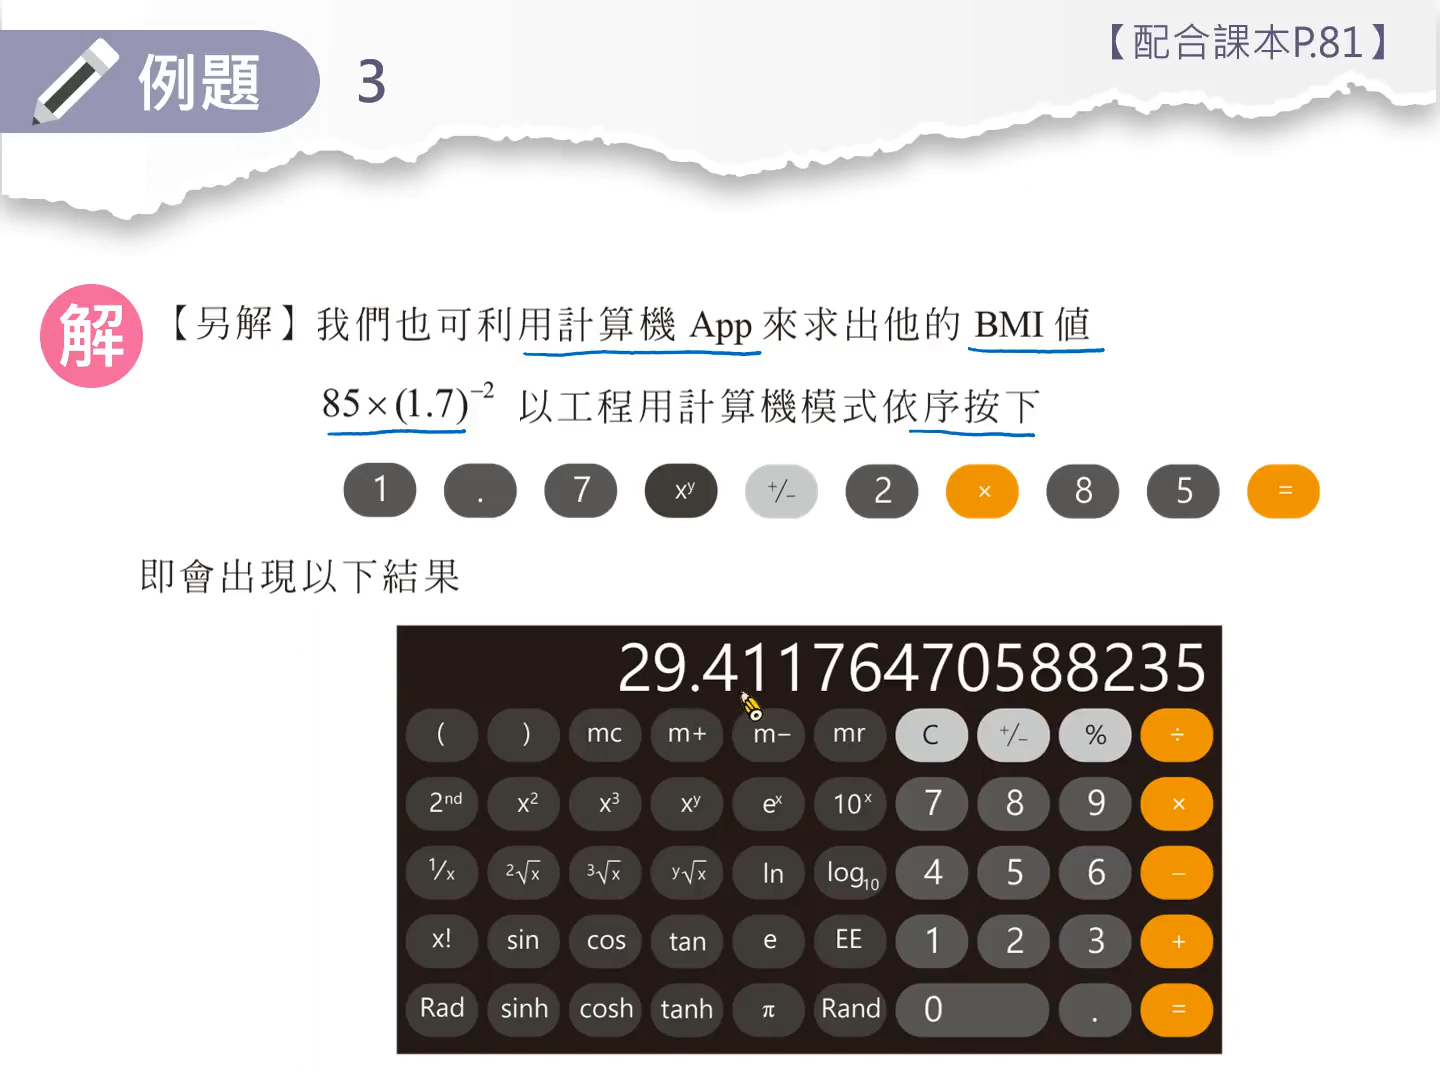 例題 3
【配合課本P.81】
解 【另解】我們也可利用計算機 App 來求出他的 BMI 值
85×(1.7)⁻² 以工程用計算機模式依序按下
1 . 7 xʸ +/− 2 × 8 5 =
即會出現以下結果
29.41176470588235
( ) mc m+ m− mr C +/− % ÷
2ⁿᵈ x² x³ xʸ eˣ 10ˣ 7 8 9 ×
1/x ²√x ³√x ʸ√x ln log₁₀ 4 5 6 −
x! sin cos tan e EE 1 2 3 +
Rad sinh cosh tanh π Rand 0 . =